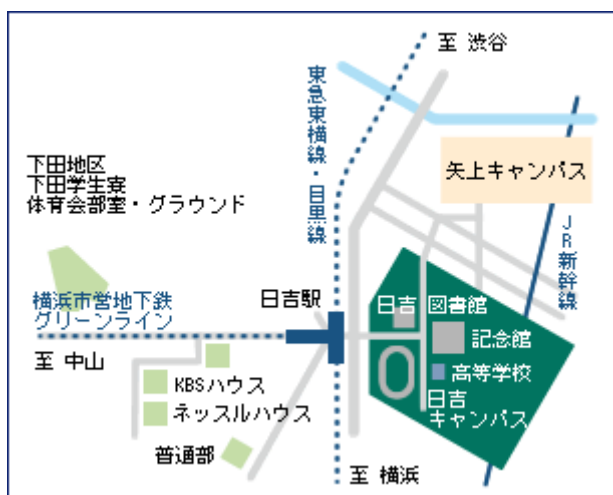 至 渋谷
東急東横線・目黒線
矢上キャンパス
下田地区
下田学生寮
体育会部室・グラウンド
JR新幹線
横浜市営地下鉄
グリーンライン
日吉駅
日吉 図書館
記念館
至 中山
高等学校
KBSハウス
日吉
キャンパス
ネッスルハウス
普通部
至 横浜